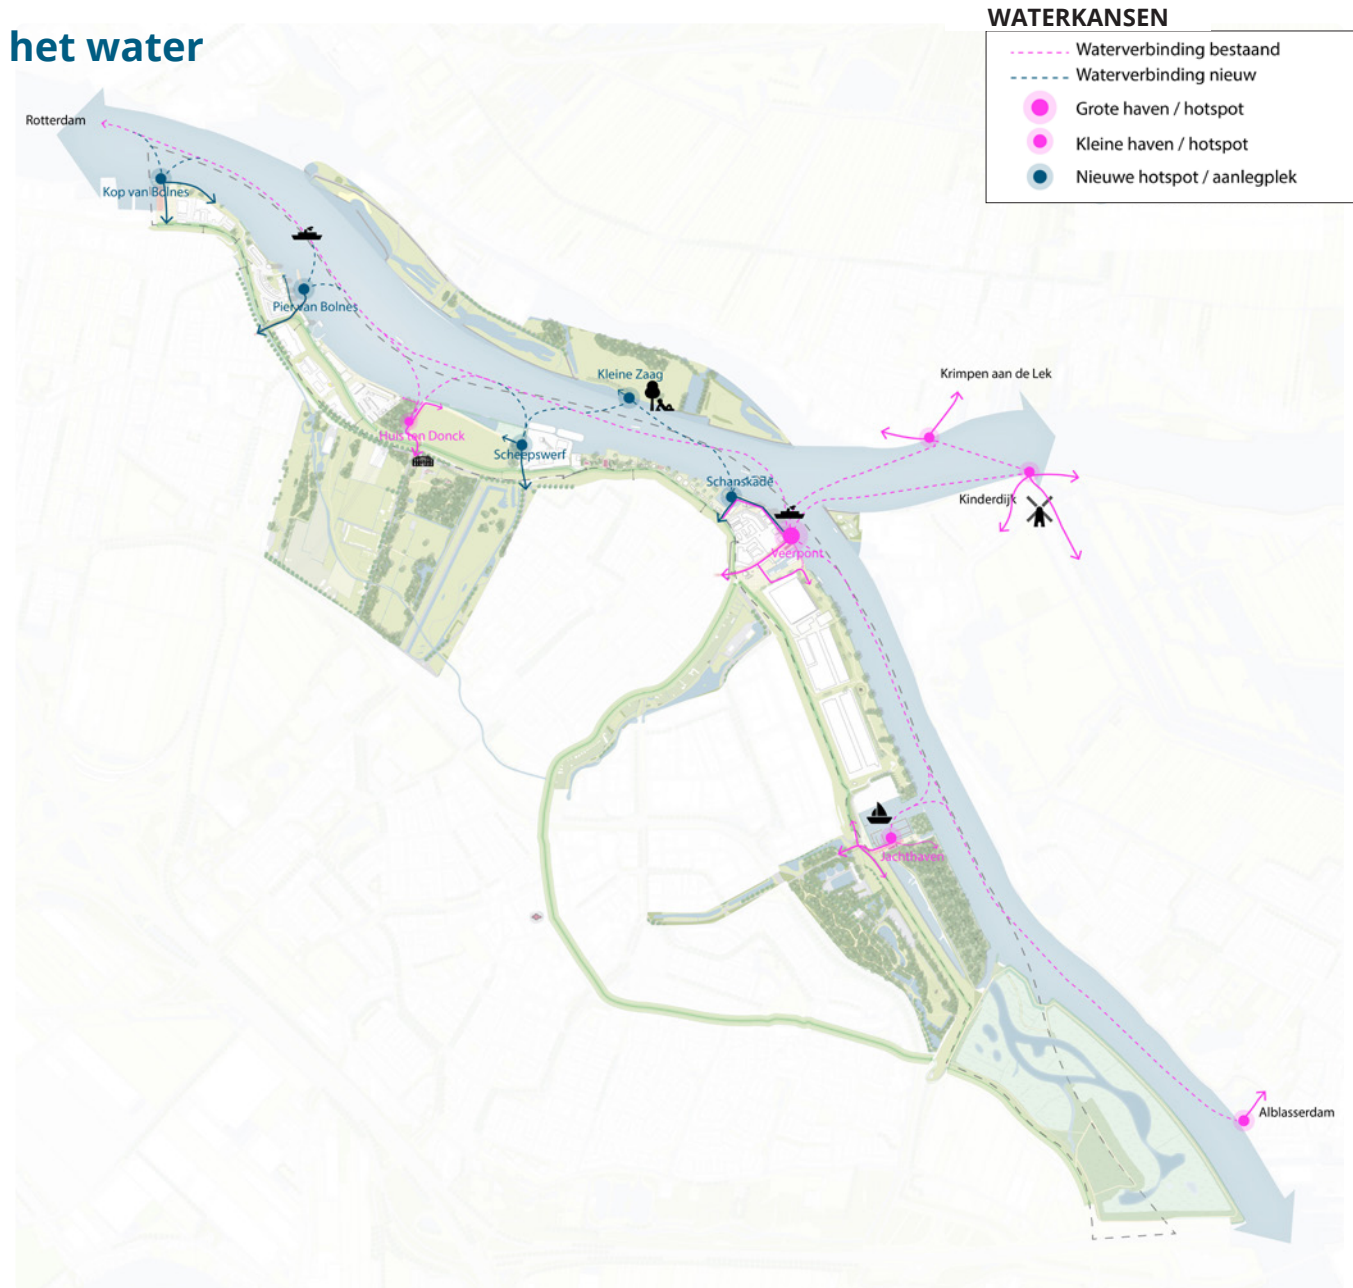 WATERKANSEN
het water
Waterverbinding bestaand
Waterverbinding nieuw
Grote haven / hotspot
Kleine haven / hotspot
Nieuwe hotspot / aanlegplek
Rotterdam
Kop van Bolnes
Pier van Bolnes
Kleine Zaag
Krimpen aan de Lek
Huis ten Donck
Scheepswerf
Schanskade
Kinderdijk
Veerpont
Jachthaven
Alblasserdam